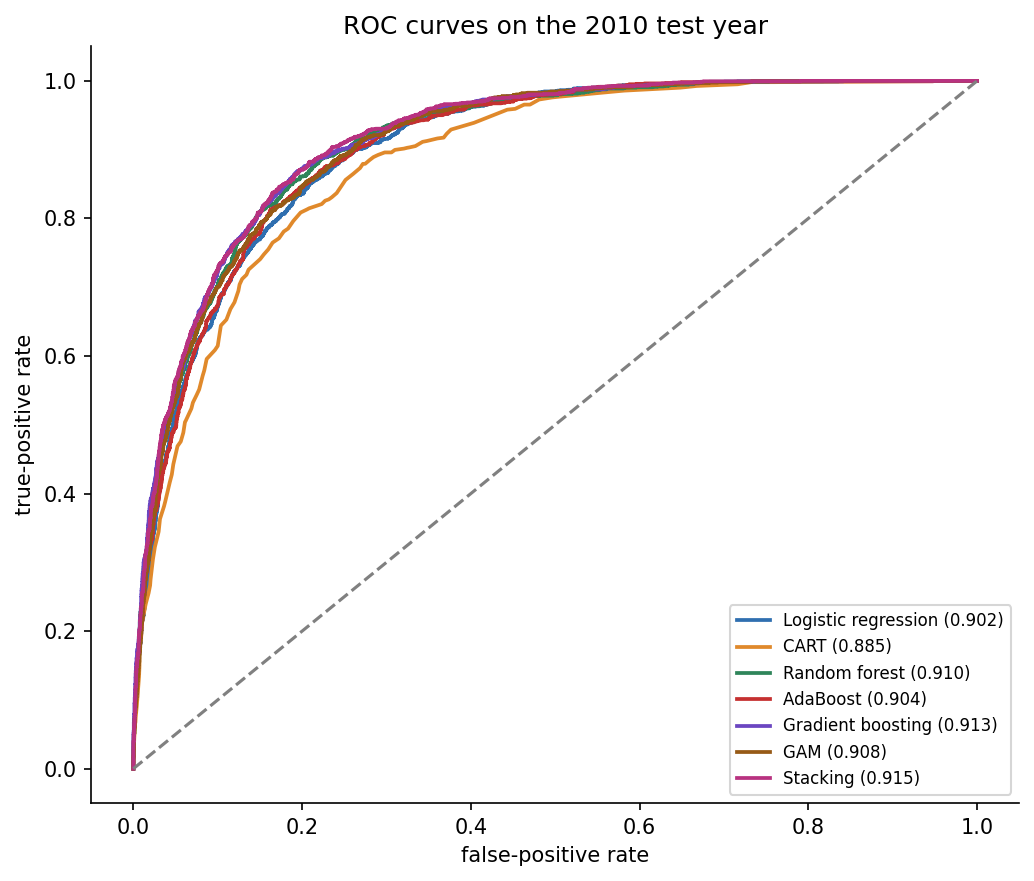 ROC curves on the 2010 test year
true-positive rate
1.0
0.8
0.6
0.4
0.2
0.0
Logistic regression (0.902)
CART (0.885)
Random forest (0.910)
AdaBoost (0.904)
Gradient boosting (0.913)
GAM (0.908)
Stacking (0.915)
0.0 0.2 0.4 0.6 0.8 1.0
false-positive rate